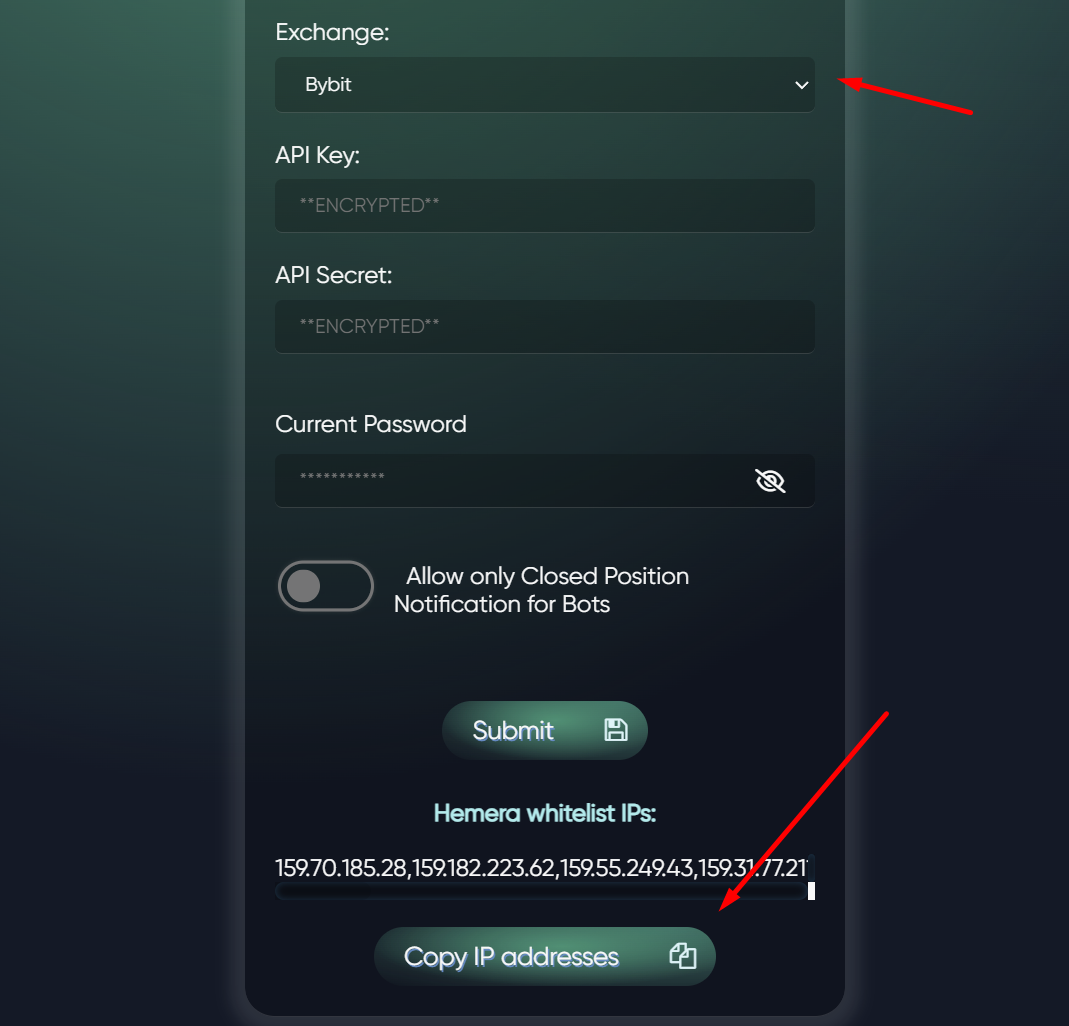 Exchange:
Bybit
API Key:
**ENCRYPTED**
API Secret:
**ENCRYPTED**
Current Password
***********
Allow only Closed Position
Notification for Bots
Submit
Hemera whitelist IPs:
159.70.185.28,159.182.223.62,159.55.249.43,159.31.77.21
Copy IP addresses